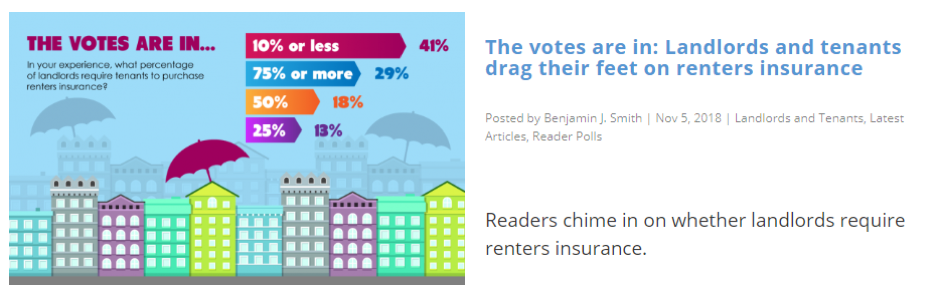 THE VOTES ARE IN...
In your experience, what percentage
of landlords require tenants to purchase
renters insurance?
10% or less 41%
75% or more 29%
50% 18%
25% 13%
The votes are in: Landlords and tenants
drag their feet on renters insurance
Posted by Benjamin J. Smith | Nov 5, 2018 | Landlords and Tenants, Latest
Articles, Reader Polls
Readers chime in on whether landlords require
renters insurance.